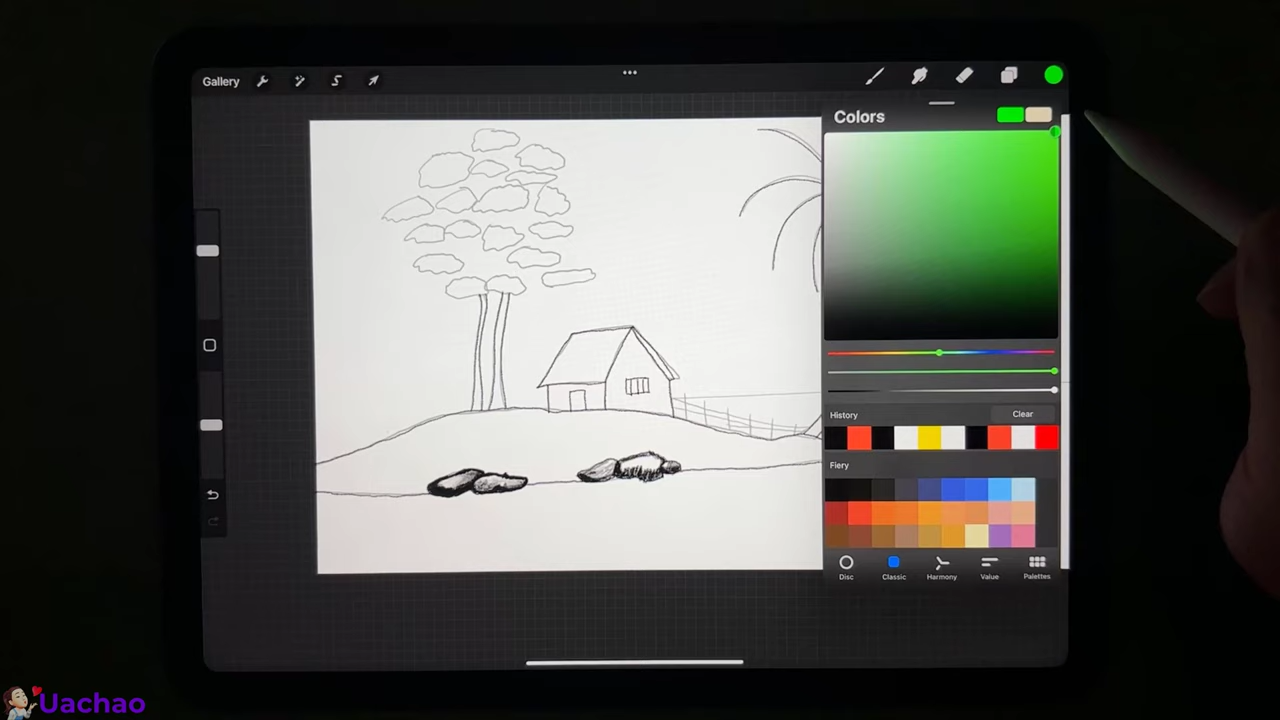 Gallery
Colors
History
Clear
Fiery
Disc
Classic
Harmony
Value
Palettes
Uachao